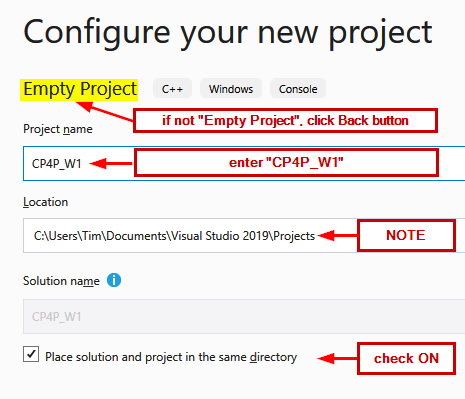 Configure your new project
Empty Project C++ Windows Console
if not "Empty Project", click Back button
Project name
CP4P_W1 enter "CP4P_W1"
Location
C:\Users\Tim\Documents\Visual Studio 2019\Projects NOTE
Solution name
CP4P_W1
Place solution and project in the same directory check ON